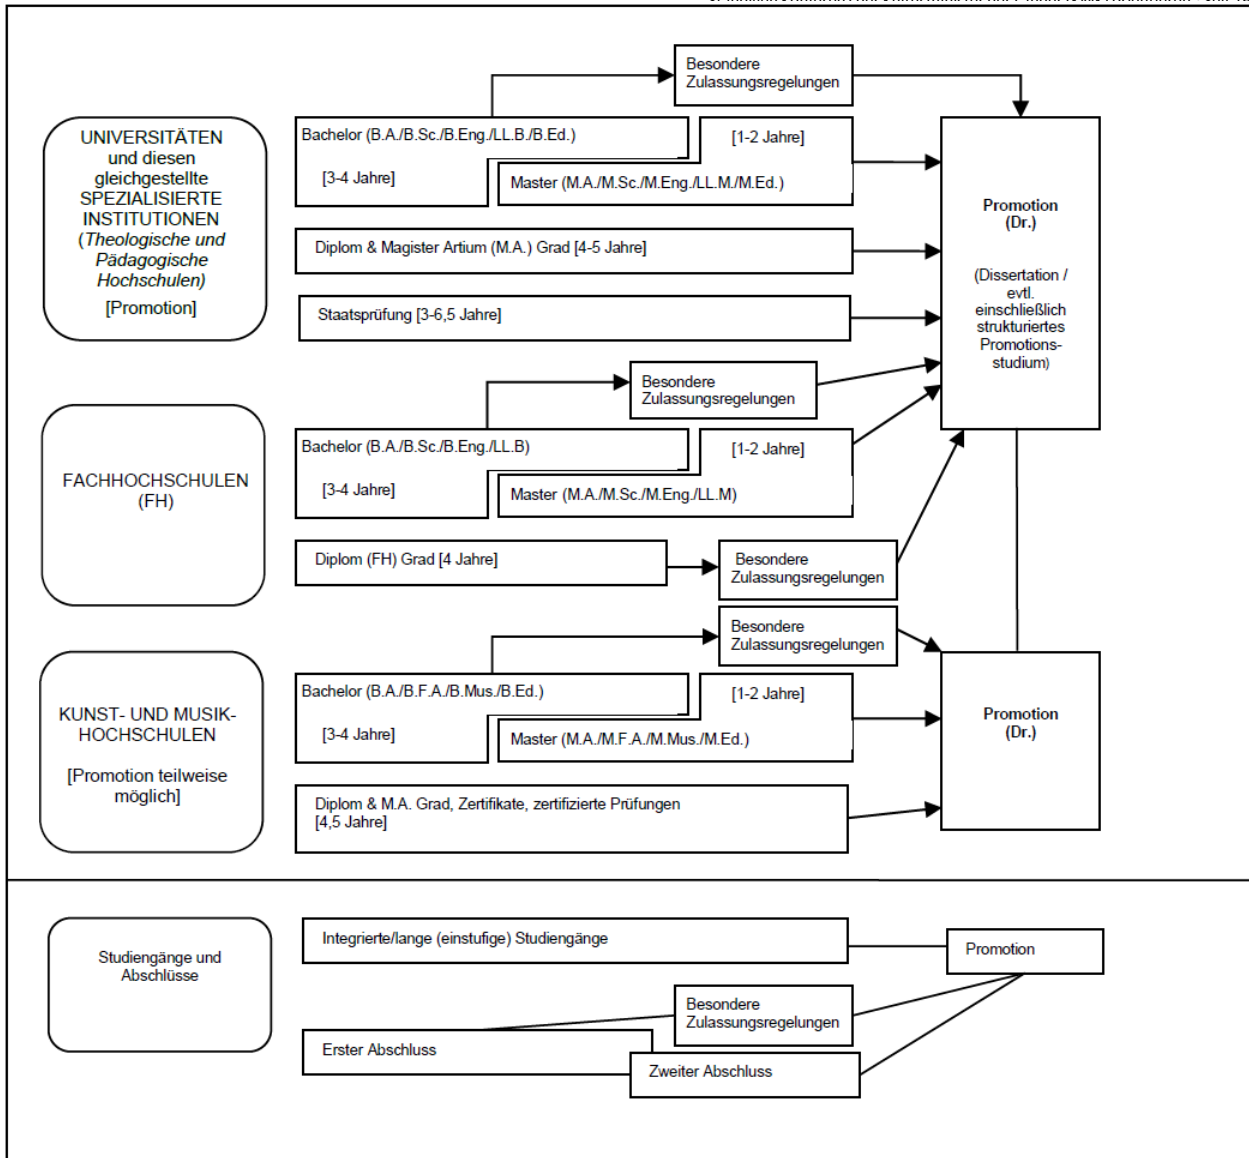 Besondere
Zulassungsregelungen
UNIVERSITÄTEN
und diesen
gleichgestellte
SPEZIALISIERTE
INSTITUTIONEN
(Theologische und
Pädagogische
Hochschulen)
[Promotion]
Bachelor (B.A./B.Sc./B.Eng./LL.B./B.Ed.)
[3-4 Jahre]
[1-2 Jahre]
Master (M.A./M.Sc./M.Eng./LL.M./M.Ed.)
Diplom & Magister Artium (M.A.) Grad [4-5 Jahre]
Staatsprüfung [3-6,5 Jahre]
Promotion
(Dr.)
(Dissertation /
evtl.
einschließlich
strukturiertes
Promotions-
studium)
Besondere
Zulassungsregelungen
FACHHOCHSCHULEN
(FH)
Bachelor (B.A./B.Sc./B.Eng./LL.B)
[3-4 Jahre]
[1-2 Jahre]
Master (M.A./M.Sc./M.Eng./LL.M)
Diplom (FH) Grad [4 Jahre]
Besondere
Zulassungsregelungen
Besondere
Zulassungsregelungen
KUNST- UND MUSIK-
HOCHSCHULEN
[Promotion teilweise
möglich]
Bachelor (B.A./B.F.A./B.Mus./B.Ed.)
[3-4 Jahre]
[1-2 Jahre]
Master (M.A./M.F.A./M.Mus./M.Ed.)
Diplom & M.A. Grad, Zertifikate, zertifizierte Prüfungen
[4,5 Jahre]
Promotion
(Dr.)
Studiengänge und
Abschlüsse
Integrierte/lange (einstufige) Studiengänge
Promotion
Besondere
Zulassungsregelungen
Erster Abschluss
Zweiter Abschluss